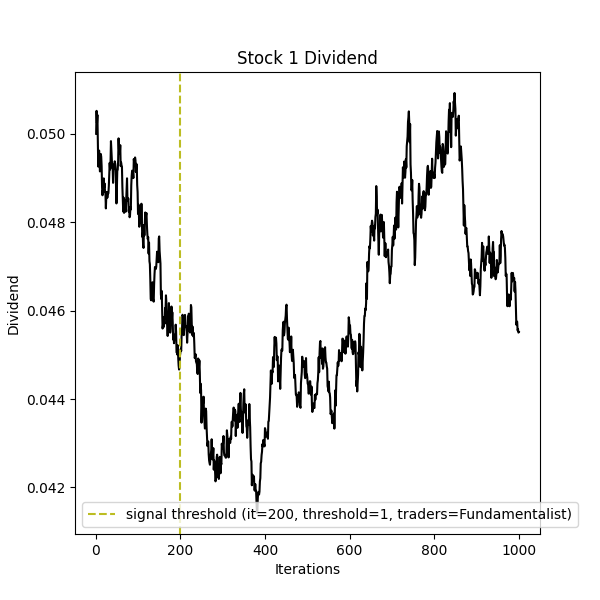 Stock 1 Dividend
Dividend
0.050
0.048
0.046
0.044
0.042
signal threshold (it=200, threshold=1, traders=Fundamentalist)
0 200 400 600 800 1000
Iterations